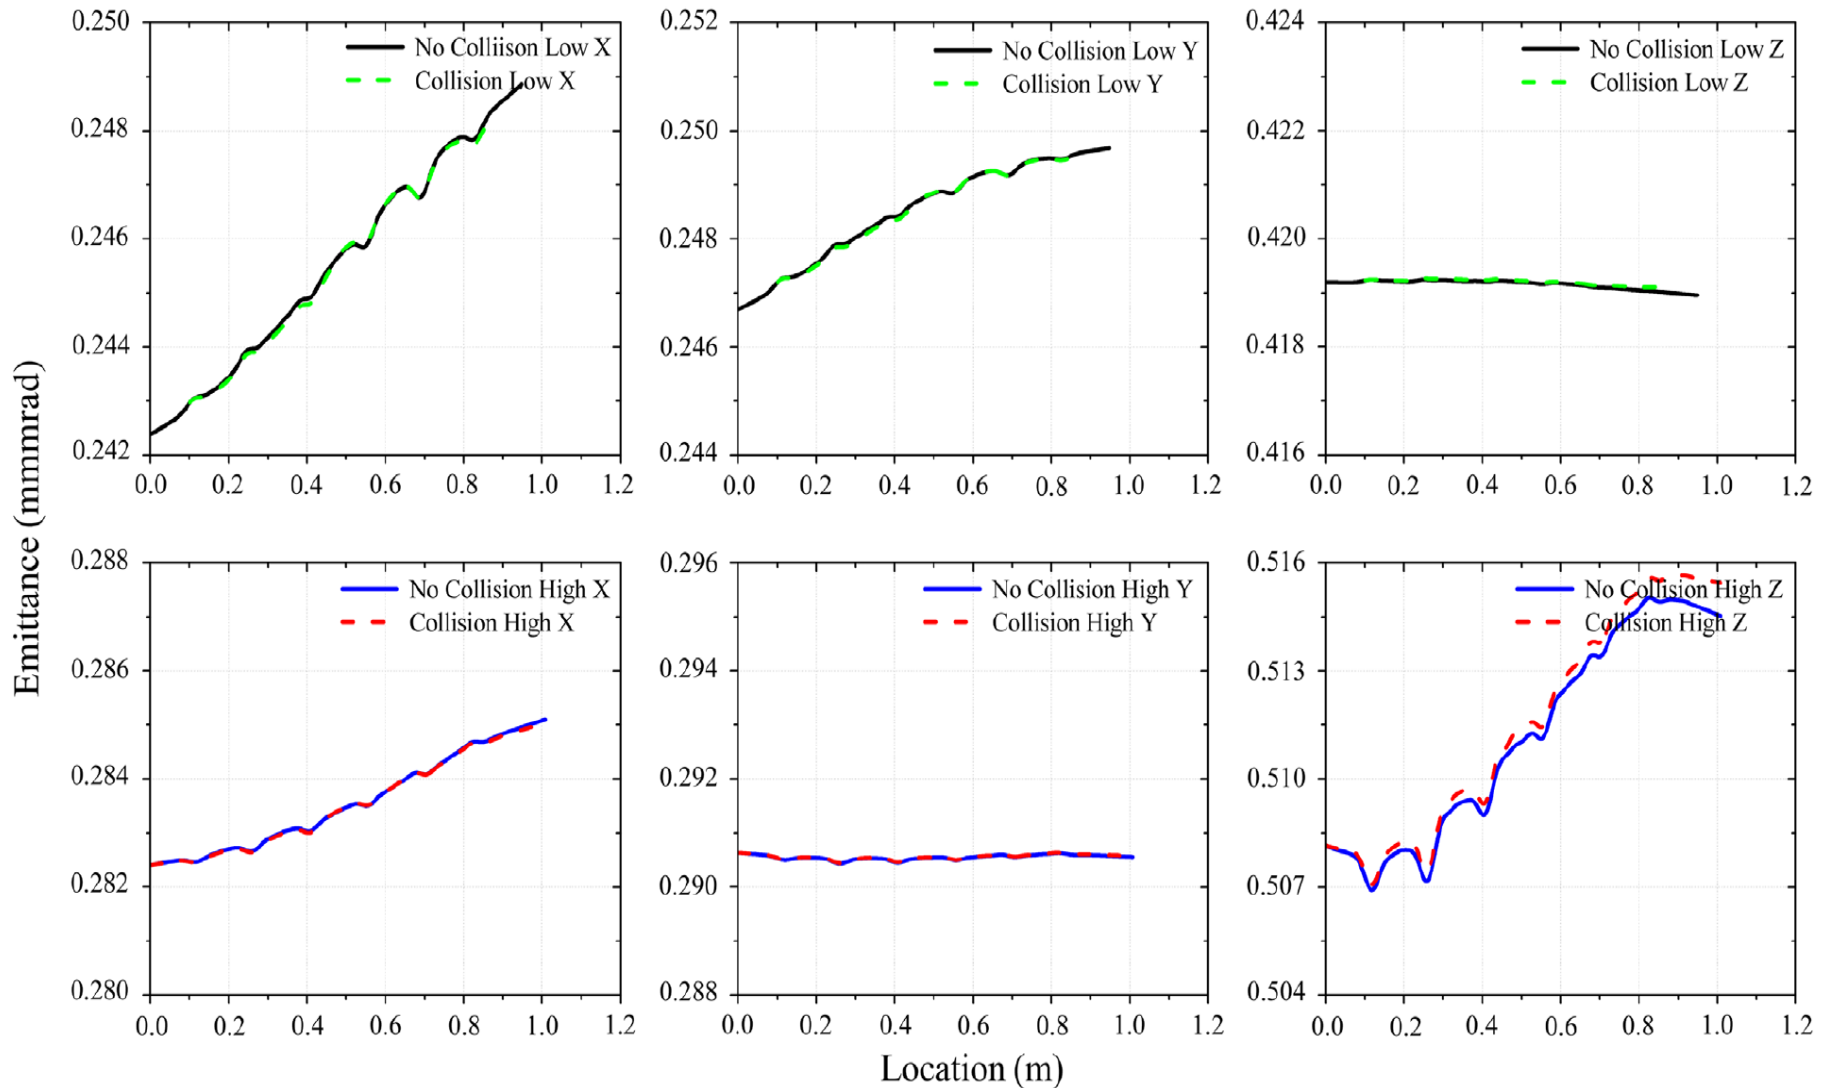 Emittance (mmmrad)
0.250
0.248
0.246
0.244
0.242
No Colliison Low X
Collision Low X
0.0 0.2 0.4 0.6 0.8 1.0 1.2
0.252
0.250
0.248
0.246
0.244
No Collision Low Y
Collision Low Y
0.0 0.2 0.4 0.6 0.8 1.0 1.2
0.424
0.422
0.420
0.418
0.416
No Collision Low Z
Collision Low Z
0.0 0.2 0.4 0.6 0.8 1.0 1.2
0.288
0.286
0.284
0.282
0.280
No Collision High X
Collision High X
0.0 0.2 0.4 0.6 0.8 1.0 1.2
0.296
0.294
0.292
0.290
0.288
No Collision High Y
Collision High Y
0.0 0.2 0.4 0.6 0.8 1.0 1.2
0.516
0.513
0.510
0.507
0.504
No Collision High Z
Collision High Z
0.0 0.2 0.4 0.6 0.8 1.0 1.2
Location (m)